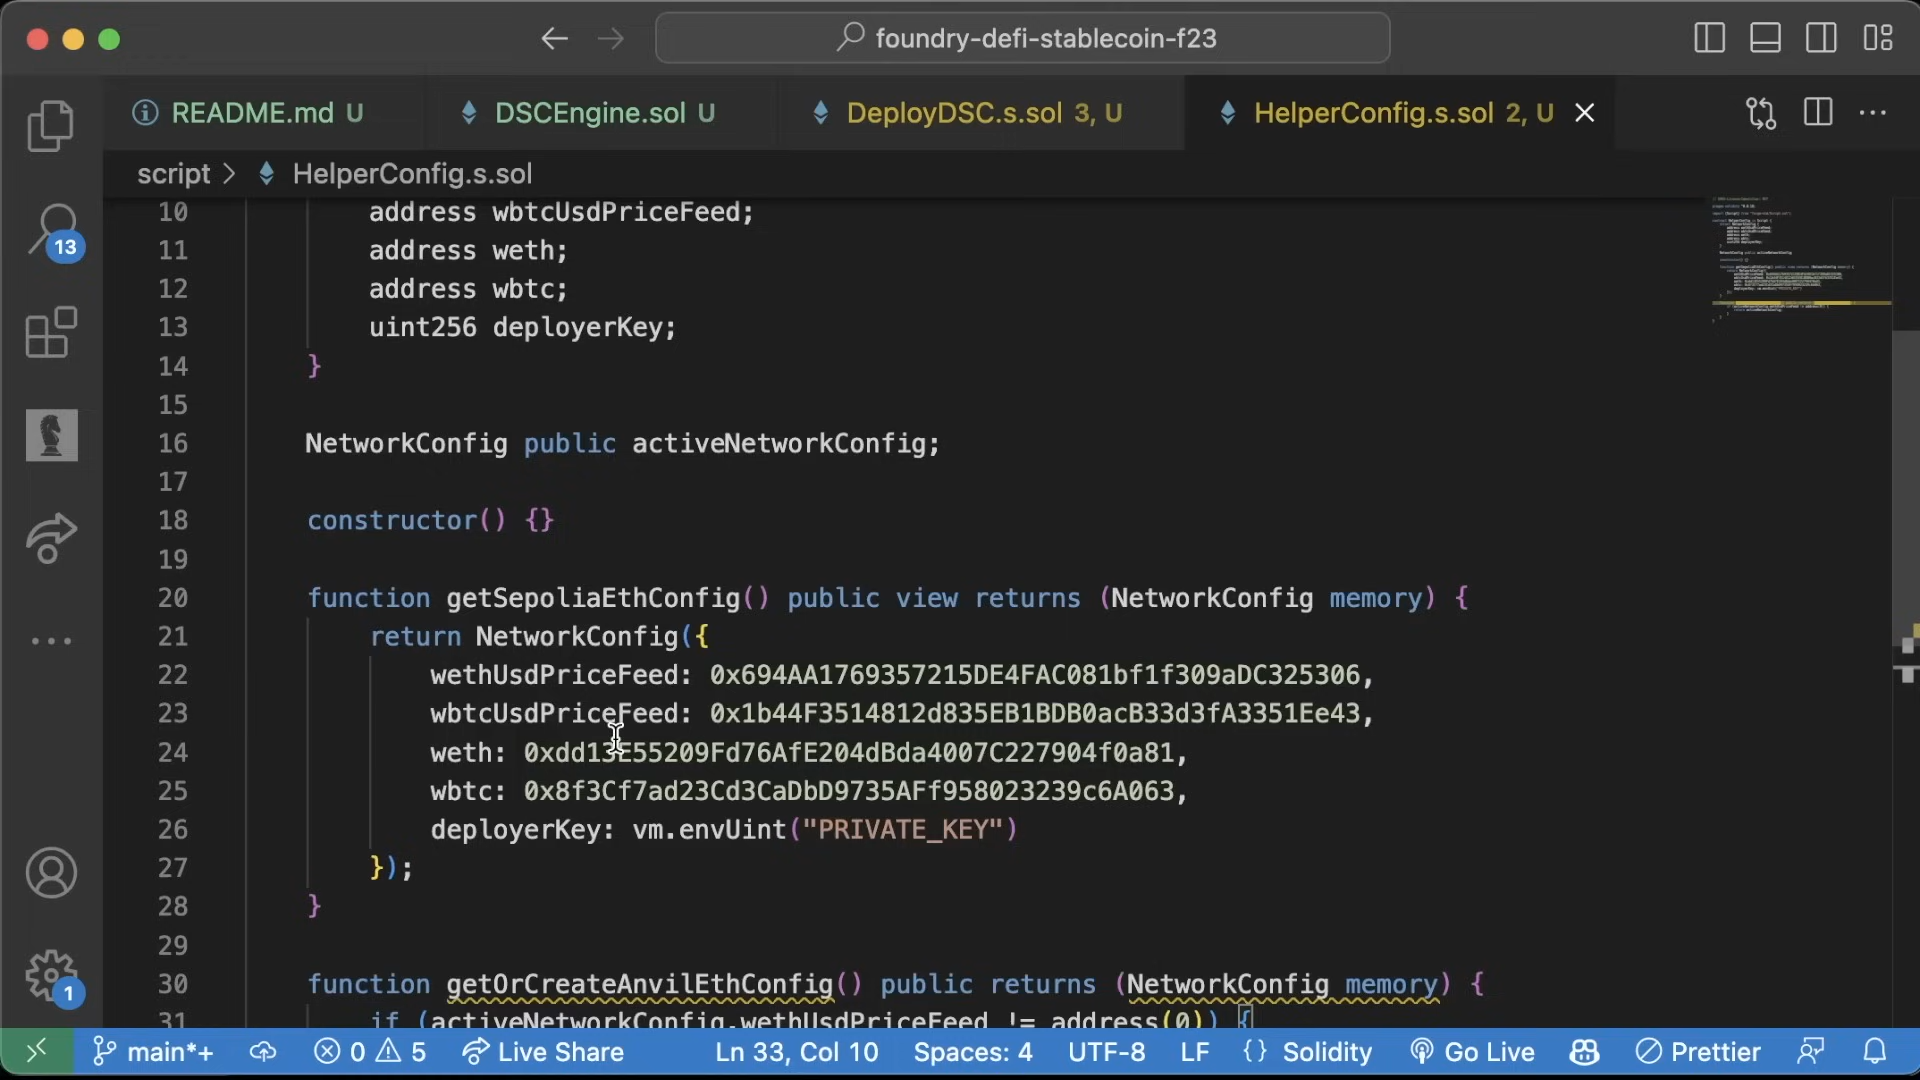 foundry-defi-stablecoin-f23
README.md U
DSCEngine.sol U
DeployDSC.s.sol 3, U
HelperConfig.s.sol 2, U
script > HelperConfig.s.sol
10 address wbtcUsdPriceFeed;
11 address weth;
12 address wbtc;
13 uint256 deployerKey;
14 }
15
16 NetworkConfig public activeNetworkConfig;
17
18 constructor() {}
19
20 function getSepoliaEthConfig() public view returns (NetworkConfig memory) {
21 return NetworkConfig({
22 wethUsdPriceFeed: 0x694AA1769357215DE4FAC081bf1f309aDC325306,
23 wbtcUsdPriceFeed: 0x1b44F3514812d835EB1BDB0acB33d3fA3351Ee43,
24 weth: 0xdd13E55209Fd76AfE204dBda4007C227904f0a81,
25 wbtc: 0x8f3Cf7ad23Cd3CaDbD9735AFf958023239c6A063,
26 deployerKey: vm.envUint("PRIVATE_KEY")
27 });
28 }
29
30 function getOrCreateAnvilEthConfig() public returns (NetworkConfig memory) {
31 if (activeNetworkConfig.wethUsdPriceFeed != address(0)) {
13
1
main*+
0
5
Live Share
Ln 33, Col 10
Spaces: 4
UTF-8
LF
{} Solidity
Go Live
Prettier